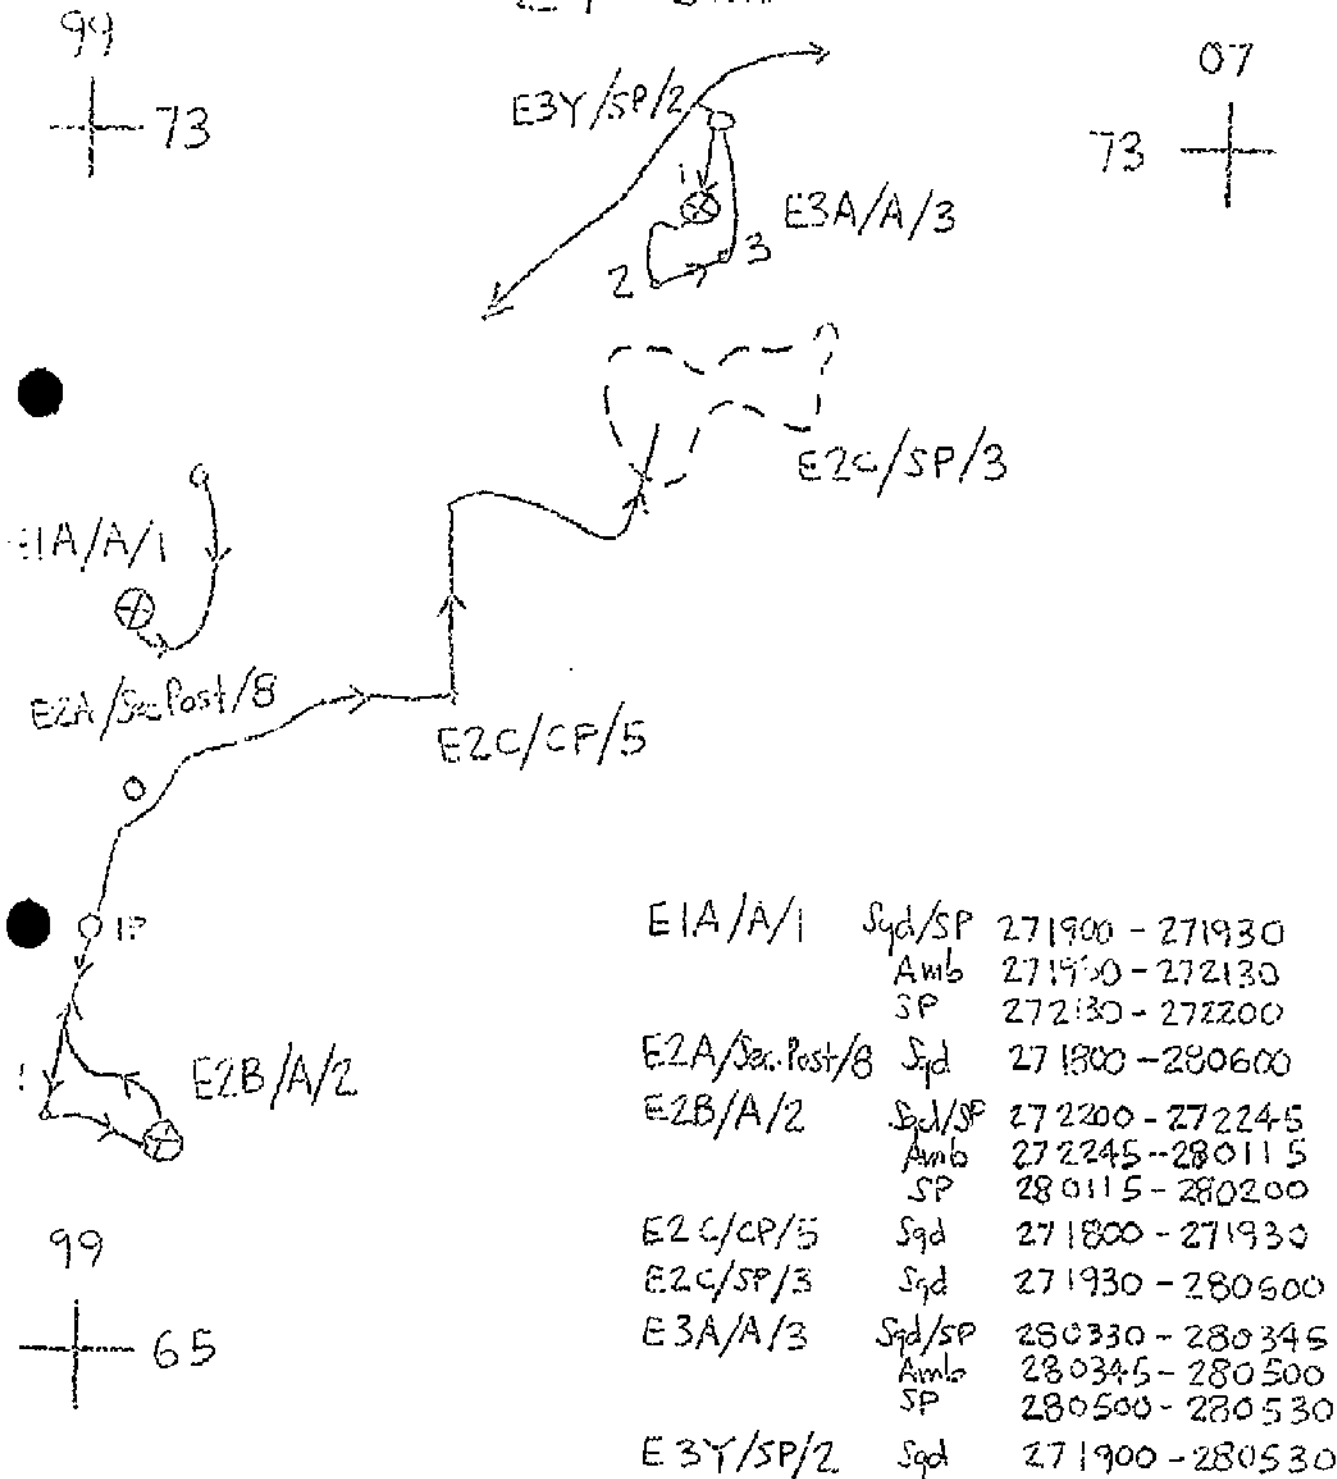 99
73
07
73
E3Y/SP/2
1
E3A/A/3
2
3
E2C/SP/3
E1A/A/1
E2A/Sec Post/8
E2C/CP/5
1P
E2B/A/2
99
65
E1A/A/1 Sqd/SP 271900 - 271930
Amb 271930 - 272130
SP 272130 - 272200
E2A/Sec. Post/8 Sqd 271800 - 280600
E2B/A/2 Sqd/SP 272200 - 272245
Amb 272245 - 280115
SP 280115 - 280200
E2C/CP/5 Sqd 271800 - 271930
E2C/SP/3 Sqd 271930 - 280600
E3A/A/3 Sqd/SP 280330 - 280345
Amb 280345 - 280500
SP 280500 - 280530
E3Y/SP/2 Sqd 271900 - 280530